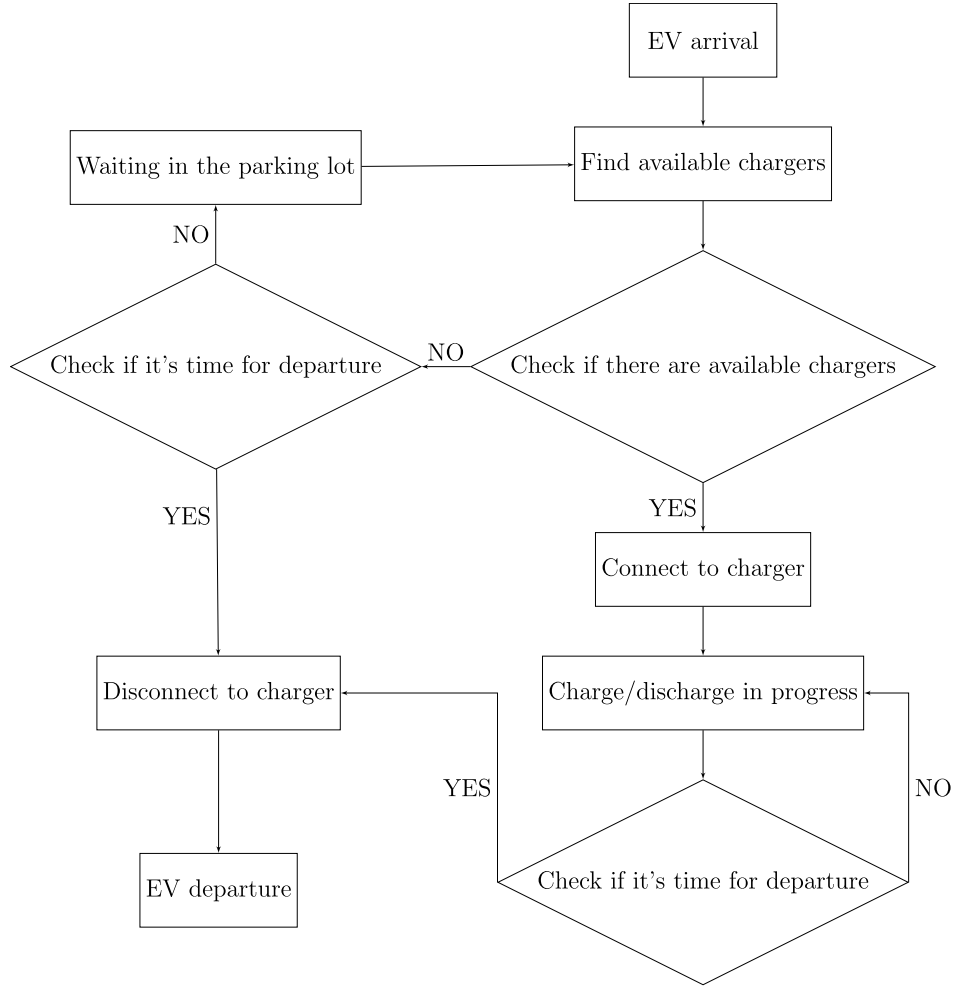 EV arrival
Waiting in the parking lot
Find available chargers
NO
Check if it's time for departure
NO
Check if there are available chargers
YES
YES
Connect to charger
Disconnect to charger
Charge/discharge in progress
YES
NO
EV departure
Check if it's time for departure